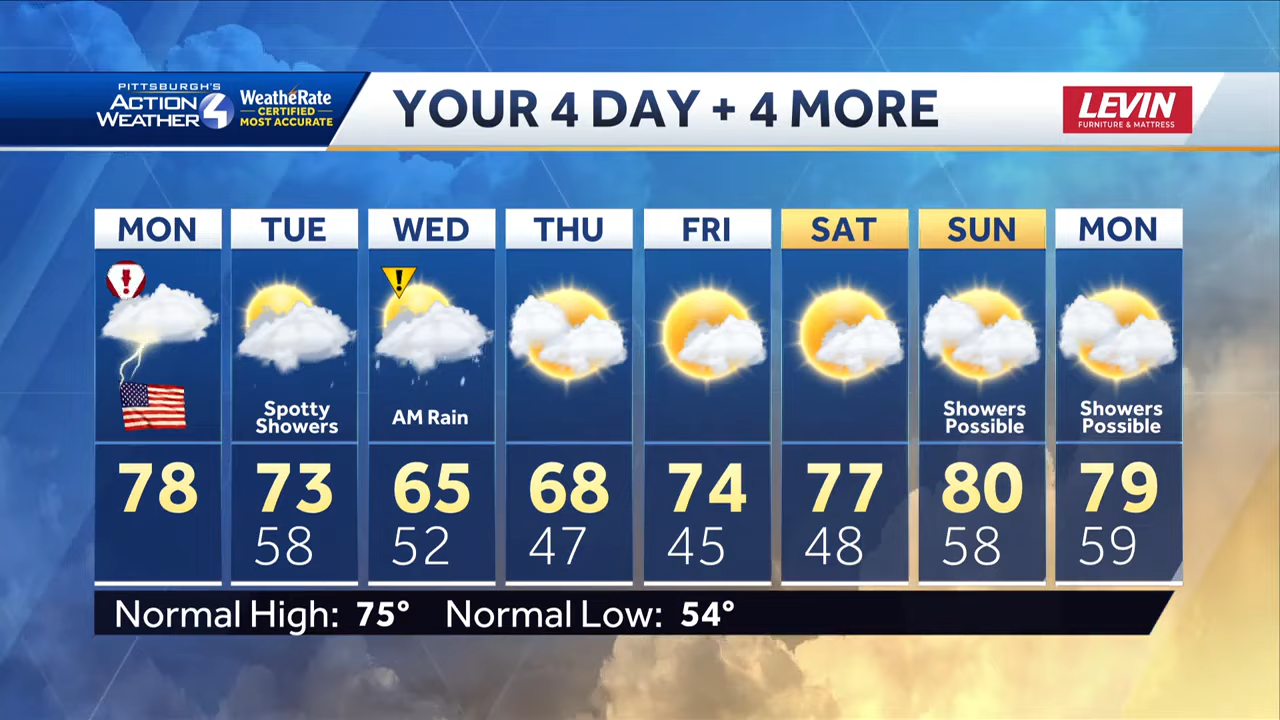 PITTSBURGH'S
ACTION
WEATHER 4
WeatheRate
CERTIFIED
MOST ACCURATE
YOUR 4 DAY + 4 MORE
LEVIN
FURNITURE & MATTRESS
MON TUE WED THU FRI SAT SUN MON
! !
Spotty
Showers
AM Rain
Showers
Possible
Showers
Possible
78 73 65 68 74 77 80 79
58 52 47 45 48 58 59
Normal High: 75° Normal Low: 54°